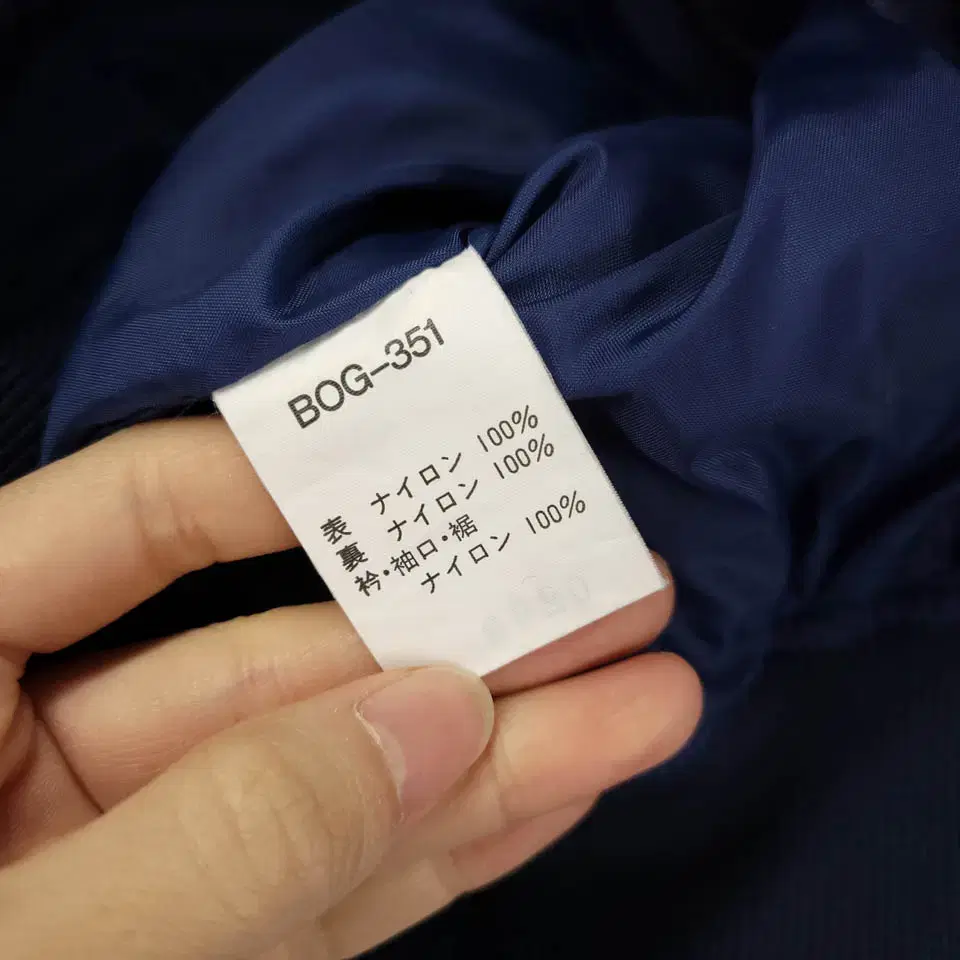 BOG-351
表 ナイロン 100%
裏 ナイロン 100%
衿・袖口・裾
ナイロン 100%